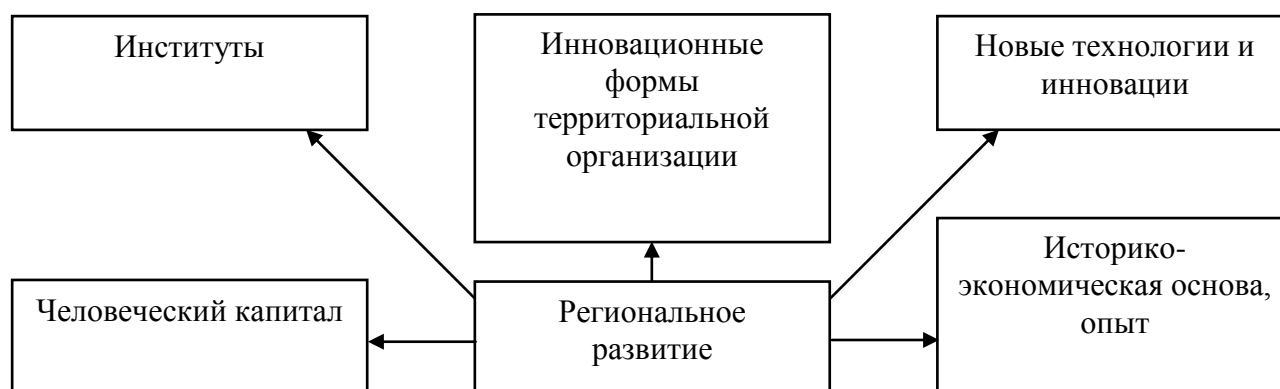 Институты
Инновационные
формы
территориальной
организации
Новые технологии и
инновации
Человеческий капитал
Региональное
развитие
Историко-
экономическая основа,
опыт